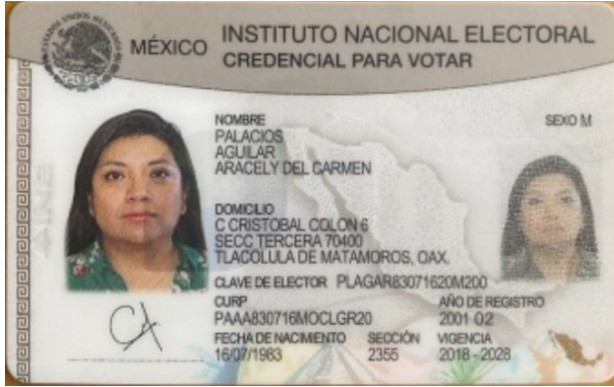 MÉXICO INSTITUTO NACIONAL ELECTORAL
CREDENCIAL PARA VOTAR
NOMBRE
PALACIOS
AGUILAR
ARACELY DEL CARMEN
SEXO M
DOMICILIO
C CRISTOBAL COLON 6
SECC TERCERA 70400
TLACOLULA DE MATAMOROS, OAX.
CLAVE DE ELECTOR PLAGAR83071620M200
CURP
PAAA830716MOCLGR20
AÑO DE REGISTRO
2001 02
FECHA DE NACIMIENTO
16/07/1983
SECCIÓN
2355
VIGENCIA
2018 - 2028
INE